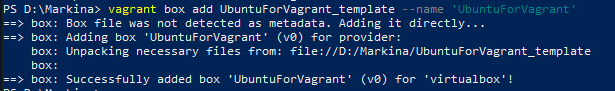 PS D:\Markina> vagrant box add UbuntuForVagrant_template --name 'UbuntuForVagrant'
==> box: Box file was not detected as metadata. Adding it directly...
==> box: Adding box 'UbuntuForVagrant' (v0) for provider:
    box: Unpacking necessary files from: file://D:/Markina/UbuntuForVagrant_template
    box:
==> box: Successfully added box 'UbuntuForVagrant' (v0) for 'virtualbox'!
PS D:\Markina>